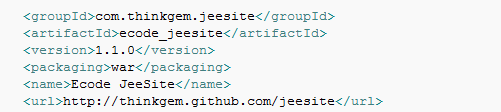 <groupId>com.thinkgem.jeesite</groupId>
<artifactId>ecode_jeesite</artifactId>
<version>1.1.0</version>
<packaging>war</packaging>
<name>Ecode JeeSite</name>
<url>http://thinkgem.github.com/jeesite</url>